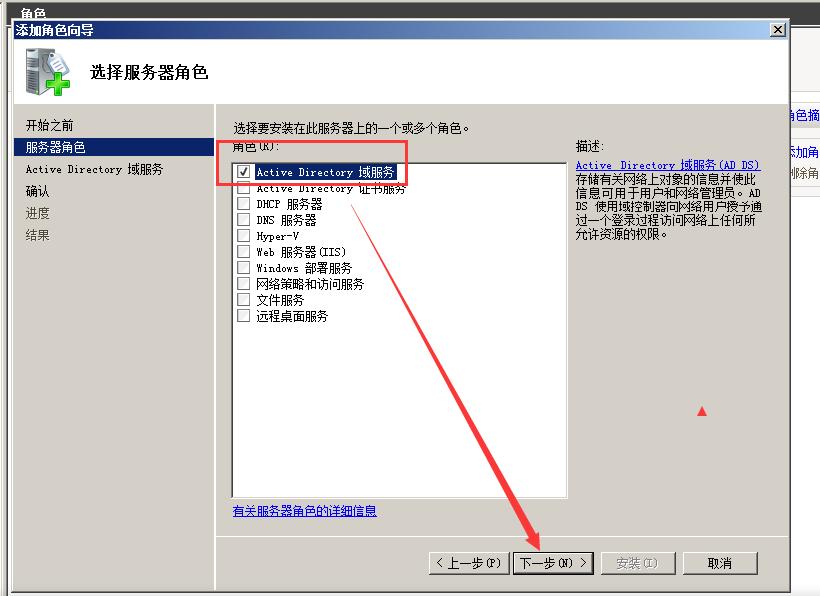 角色
添加角色向导
选择服务器角色
开始之前
服务器角色
Active Directory 域服务
确认
进度
结果
选择要安装在此服务器上的一个或多个角色。
角色(R):
Active Directory 域服务
Active Directory 证书服务
DHCP 服务器
DNS 服务器
Hyper-V
Web 服务器(IIS)
Windows 部署服务
网络策略和访问服务
文件服务
远程桌面服务
有关服务器角色的详细信息
描述:
Active Directory 域服务(AD DS)
存储有关网络上对象的信息并使此
信息可用于用户和网络管理员。AD
DS 使用域控制器向网络用户授予通
过一个登录过程访问网络上任何所
允许资源的权限。
角色摘
添加角
删除角
< 上一步(P)
下一步(N) >
安装(I)
取消